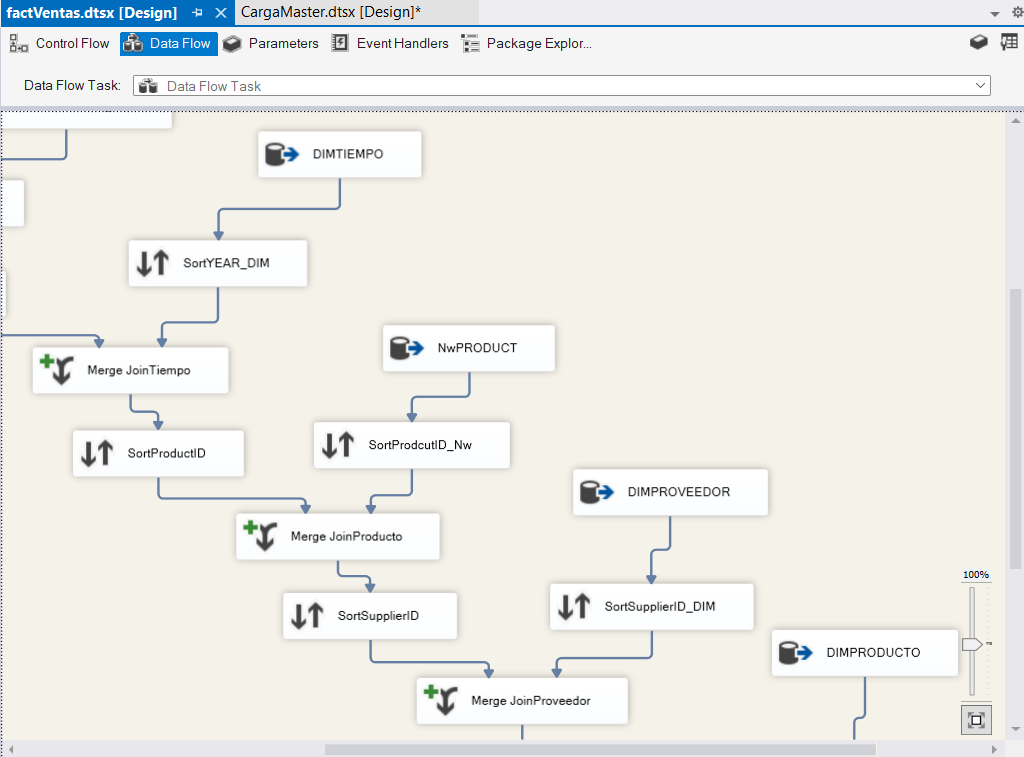 factVentas.dtsx [Design] CargaMaster.dtsx [Design]*
Control Flow Data Flow Parameters Event Handlers Package Explor...
Data Flow Task: Data Flow Task
DIMTIEMPO
SortYEAR_DIM
NwPRODUCT
Merge JoinTiempo
SortProdcutID_Nw
SortProductID
DIMPROVEEDOR
Merge JoinProducto
100%
SortSupplierID_DIM
SortSupplierID
DIMPRODUCTO
Merge JoinProveedor